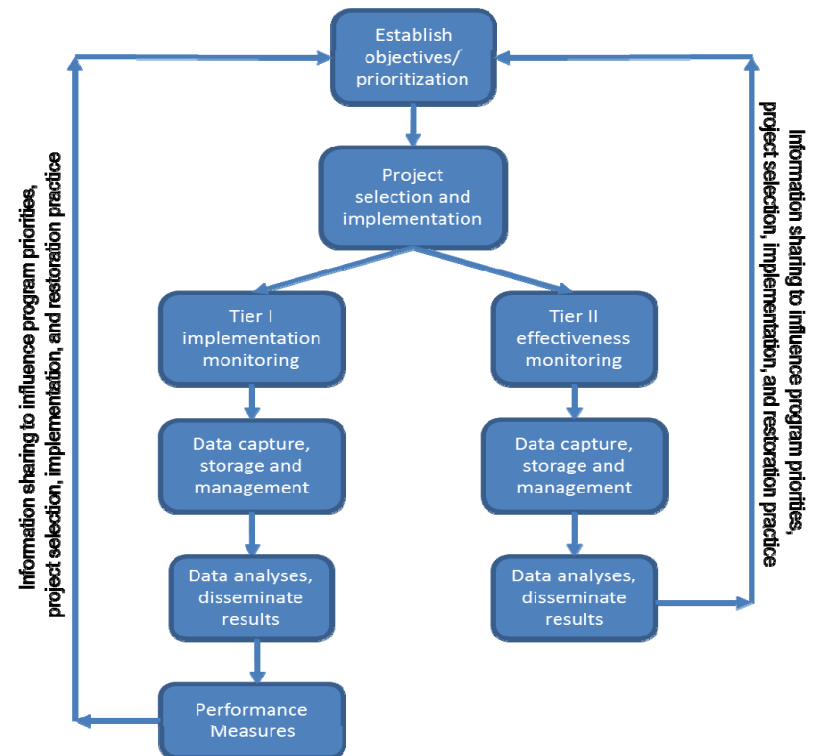 Establish
objectives/
prioritization
Project
selection and
implementation
Tier I
implementation
monitoring
Data capture,
storage and
management
Data analyses,
disseminate
results
Performance
Measures
Tier II
effectiveness
monitoring
Data capture,
storage and
management
Data analyses,
disseminate
results
Information sharing to influence program priorities,
project selection, implementation, and restoration practice
Information sharing to influence program priorities,
project selection, implementation, and restoration practice